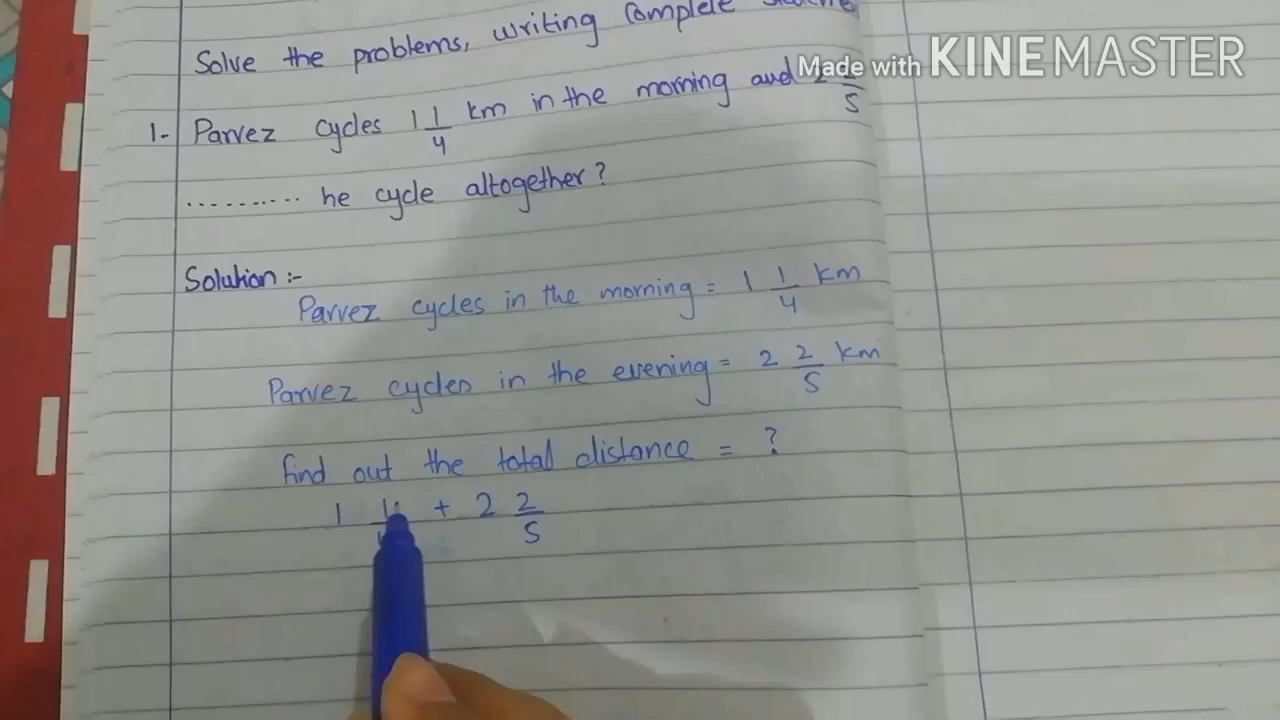 Solve the problems, writing complete
Made with KINEMASTER
1- Parvez cycles 1 1/4 km in the morning and 2 2/5
.......... he cycle altogether?
Solution :-
Parvez cycles in the morning = 1 1/4 km
Parvez cycles in the evening = 2 2/5 km
find out the total distance = ?
1 1/4 + 2 2/5